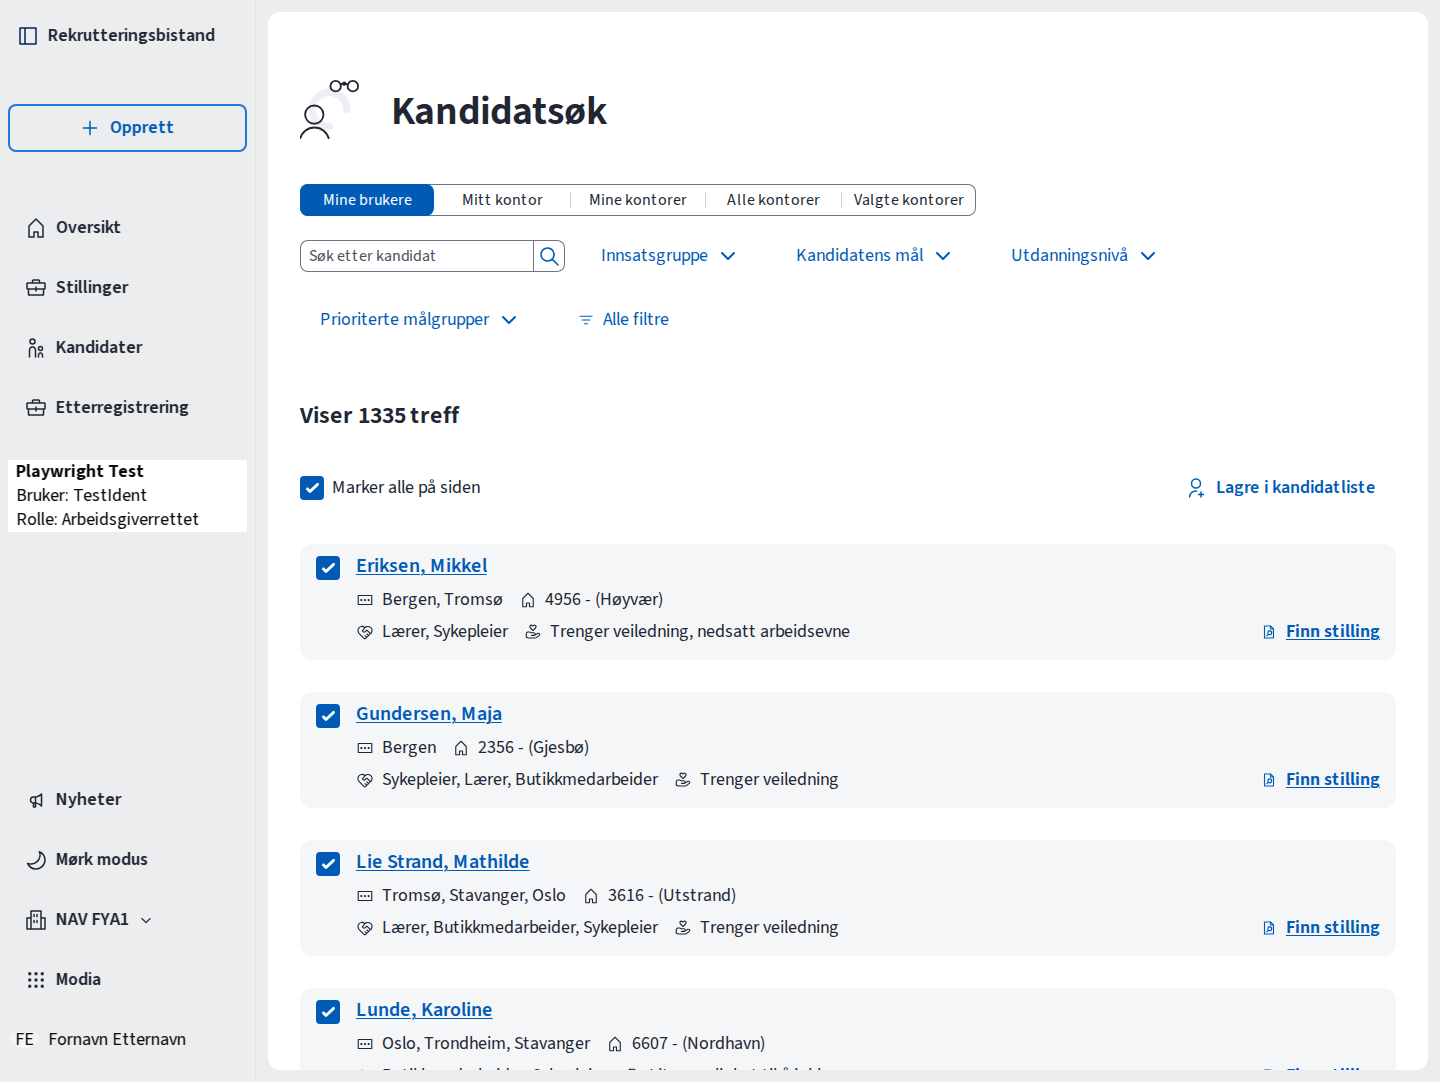 Rekrutteringsbistand
Opprett
Oversikt
Stillinger
Kandidater
Etterregistrering
Playwright Test
Bruker: TestIdent
Rolle: Arbeidsgiverrettet
Nyheter
Mørk modus
NAV FYA1
Modia
FE Fornavn Etternavn
Kandidatsøk
Mine brukere Mitt kontor Mine kontorer Alle kontorer Valgte kontorer
Søk etter kandidat Innsatsgruppe Kandidatens mål Utdanningsnivå
Prioriterte målgrupper Alle filtre
Viser 1335 treff
Marker alle på siden Lagre i kandidatliste
Eriksen, Mikkel
Bergen, Tromsø 4956 - (Høyvær)
Lærer, Sykepleier Trenger veiledning, nedsatt arbeidsevne Finn stilling
Gundersen, Maja
Bergen 2356 - (Gjesbø)
Sykepleier, Lærer, Butikkmedarbeider Trenger veiledning Finn stilling
Lie Strand, Mathilde
Tromsø, Stavanger, Oslo 3616 - (Utstrand)
Lærer, Butikkmedarbeider, Sykepleier Trenger veiledning Finn stilling
Lunde, Karoline
Oslo, Trondheim, Stavanger 6607 - (Nordhavn)